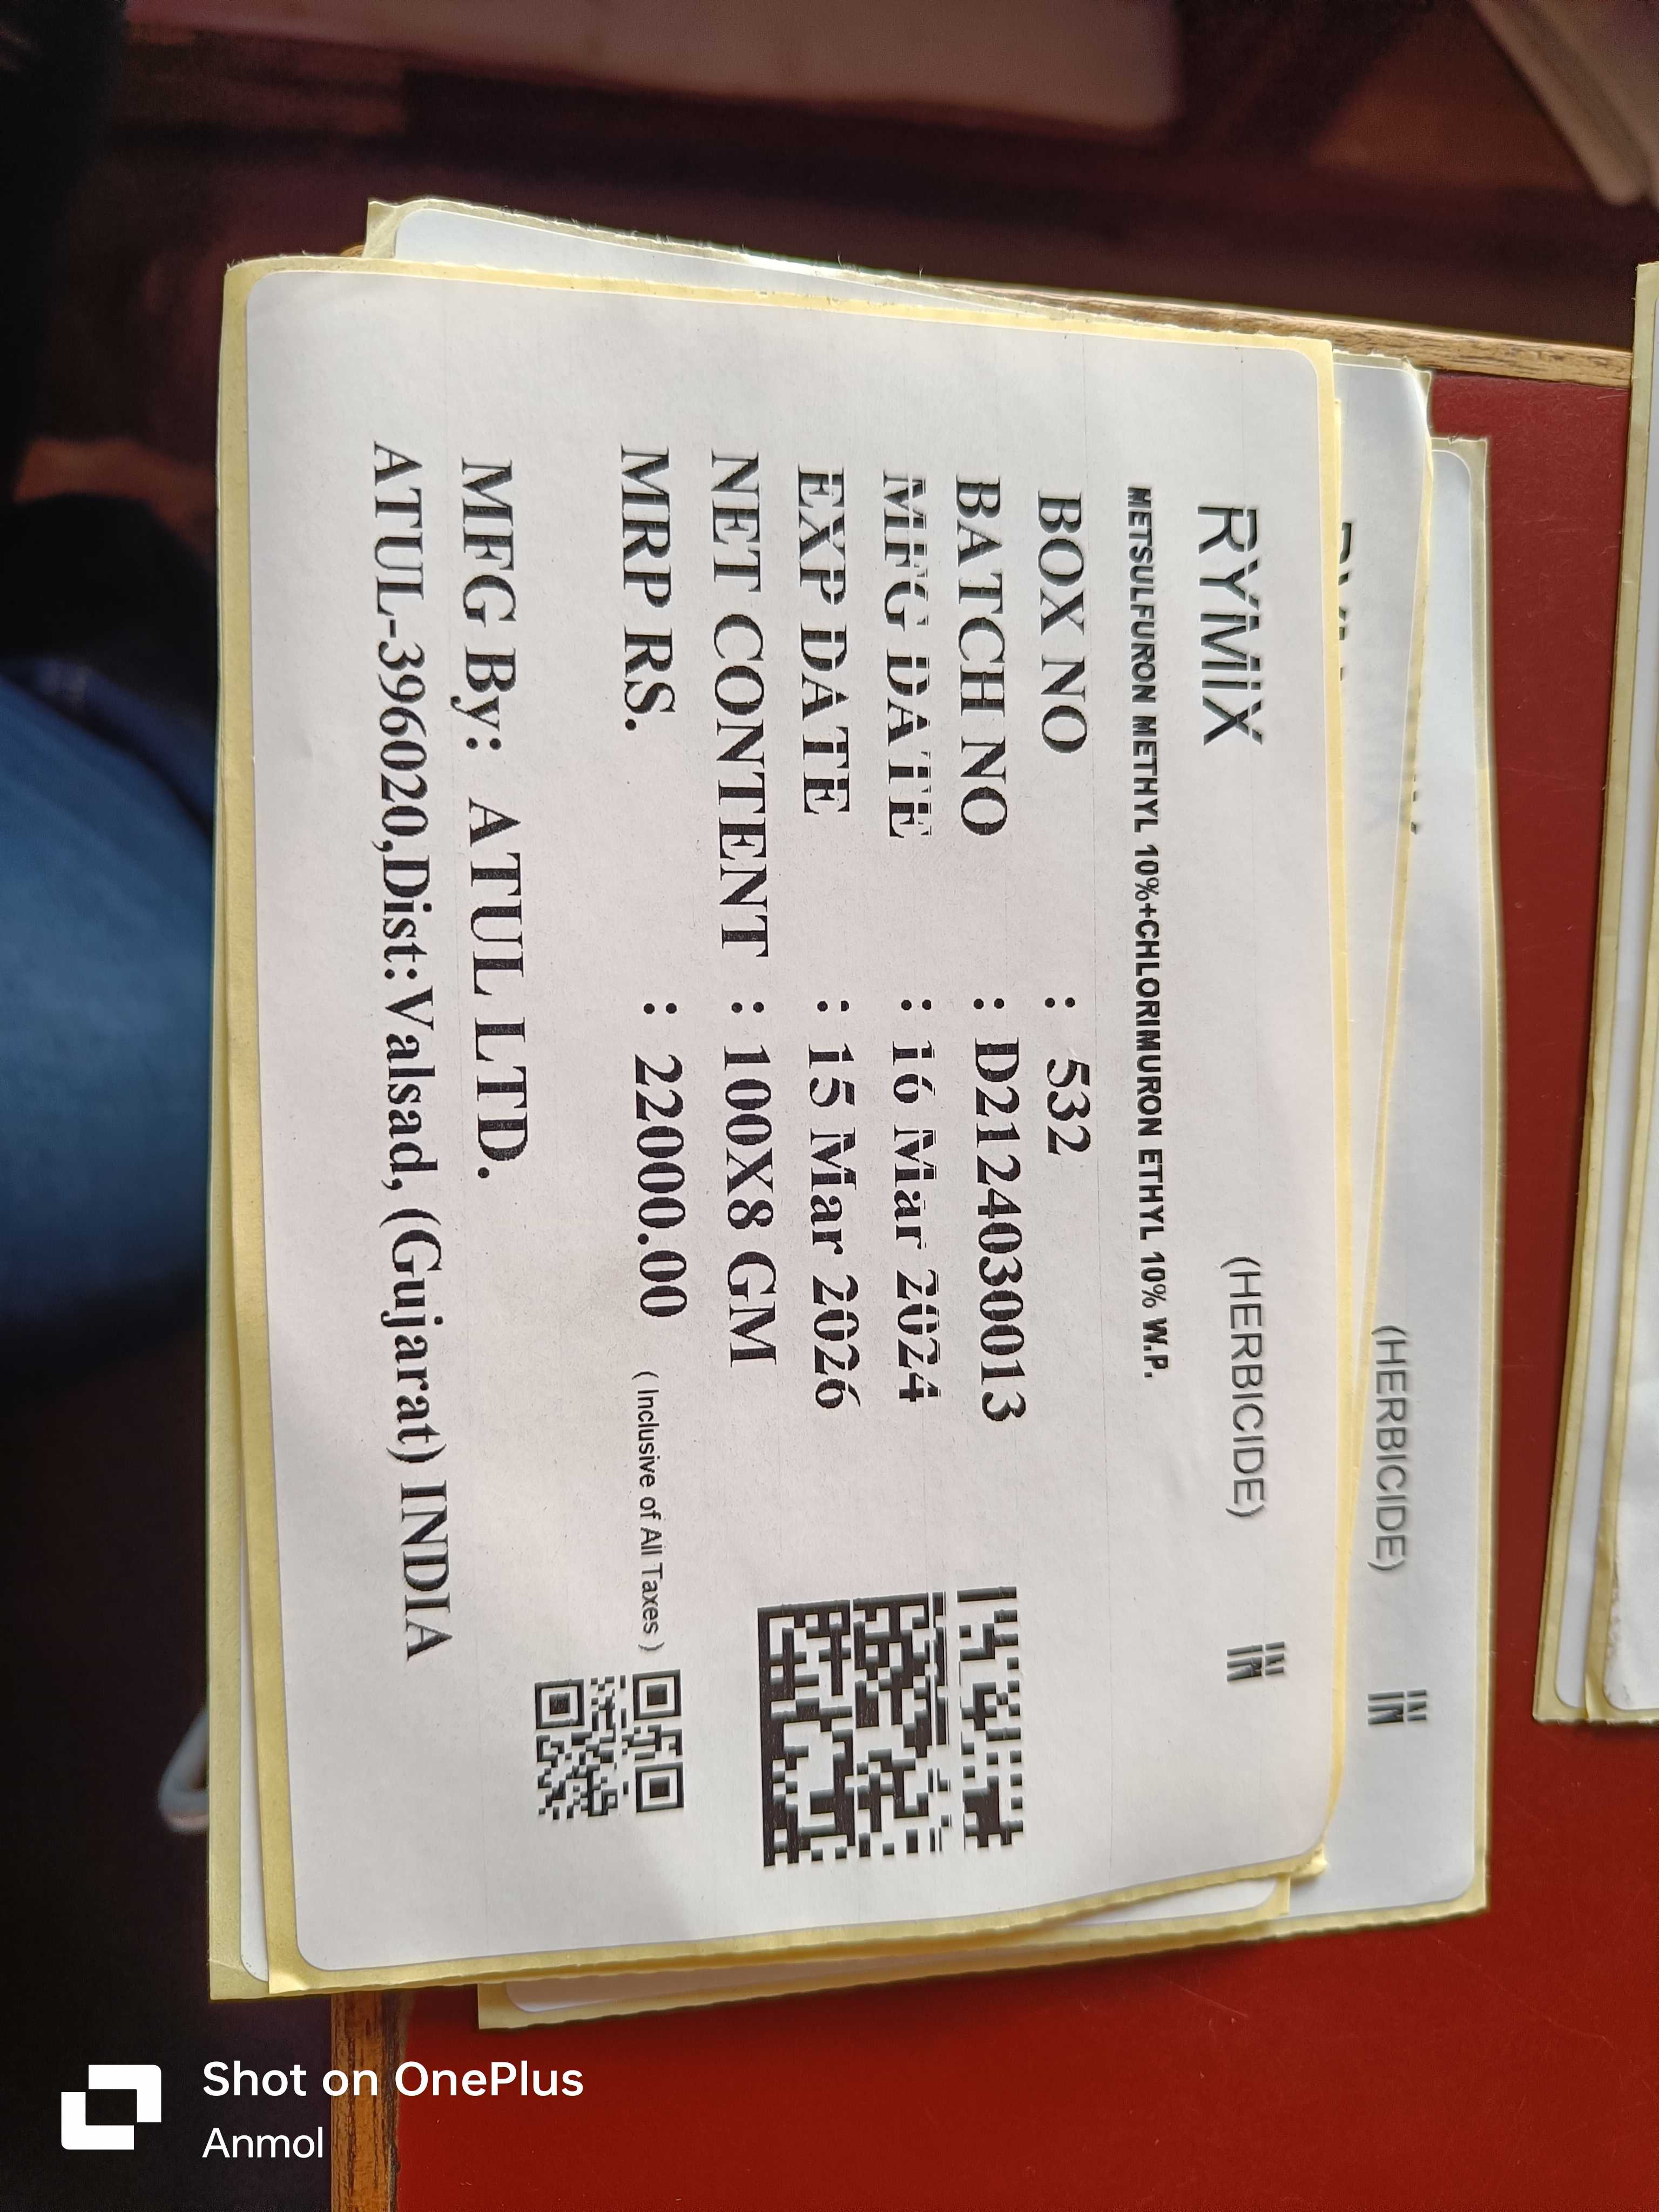 RYMiX (HERBICIDE) IN
METSULFURON METHYL 10%+CHLORIMURON ETHYL 10% W.P.
BOX NO : 532
BATCH NO : D2124030013
MFG DATE : 16 Mar 2024
EXP DATE : 15 Mar 2026
NET CONTENT : 100X8 GM
MRP RS. : 22000.00 ( Inclusive of All Taxes )
MFG By: ATUL LTD.
ATUL-396020,Dist:Valsad, (Gujarat) INDIA
(HERBICIDE) IN
Shot on OnePlus
Anmol